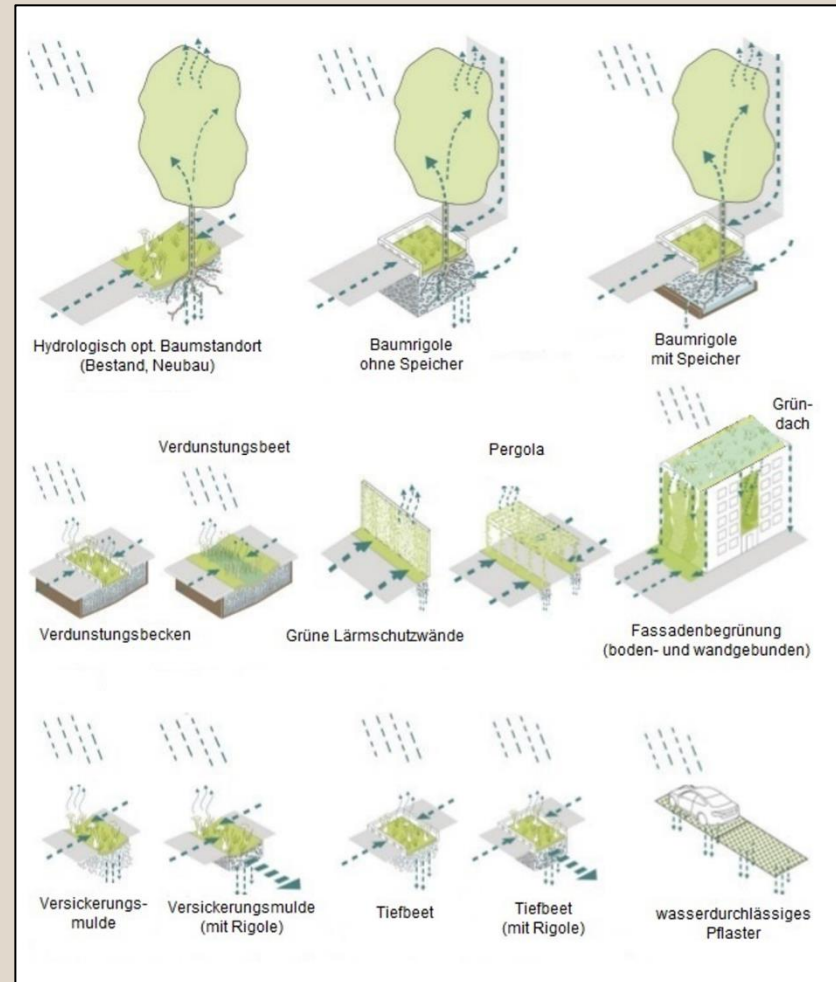 Hydrologisch opt. Baumstandort
(Bestand, Neubau)
Baumrigole
ohne Speicher
Baumrigole
mit Speicher
Verdunstungsbeet
Pergola
Grün-
dach
Verdunstungsbecken
Grüne Lärmschutzwände
Fassadenbegrünung
(boden- und wandgebunden)
Versickerungs-
mulde
Versickerungsmulde
(mit Rigole)
Tiefbeet
Tiefbeet
(mit Rigole)
wasserdurchlässiges
Pflaster